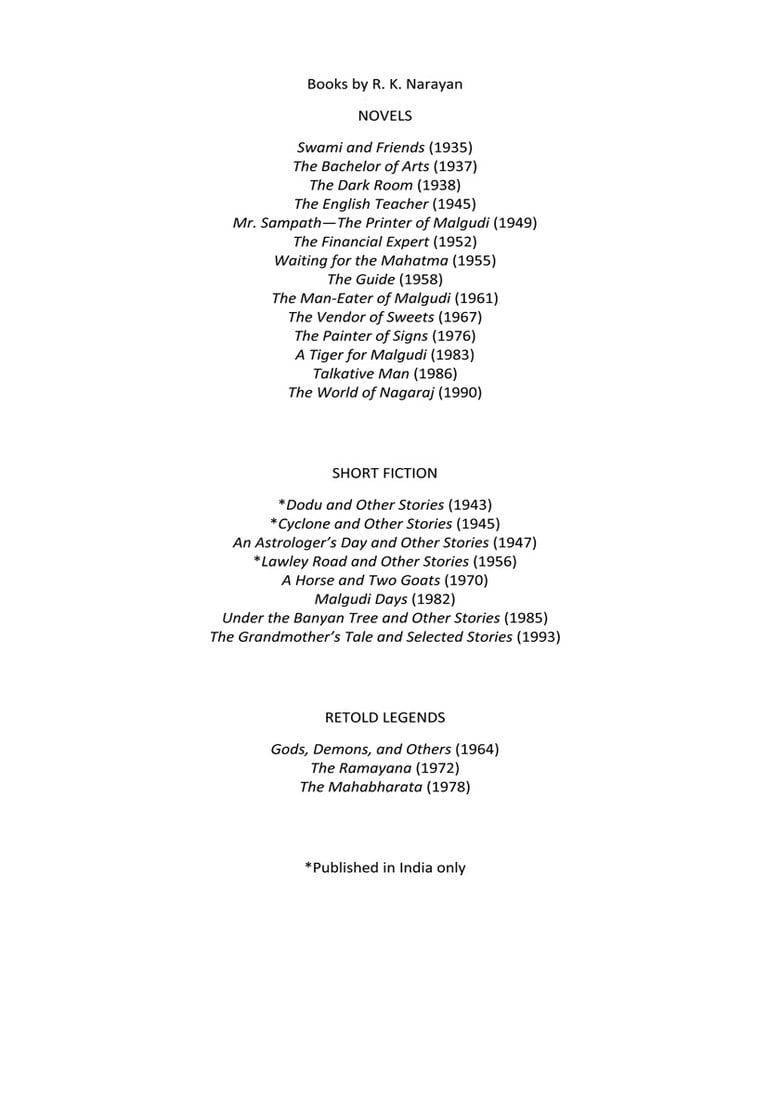 Books by R. K. Narayan
NOVELS
Swami and Friends (1935)
The Bachelor of Arts (1937)
The Dark Room (1938)
The English Teacher (1945)
Mr. Sampath—The Printer of Malgudi (1949)
The Financial Expert (1952)
Waiting for the Mahatma (1955)
The Guide (1958)
The Man-Eater of Malgudi (1961)
The Vendor of Sweets (1967)
The Painter of Signs (1976)
A Tiger for Malgudi (1983)
Talkative Man (1986)
The World of Nagaraj (1990)
SHORT FICTION
*Dodu and Other Stories (1943)
*Cyclone and Other Stories (1945)
An Astrologer’s Day and Other Stories (1947)
*Lawley Road and Other Stories (1956)
A Horse and Two Goats (1970)
Malgudi Days (1982)
Under the Banyan Tree and Other Stories (1985)
The Grandmother’s Tale and Selected Stories (1993)
RETOLD LEGENDS
Gods, Demons, and Others (1964)
The Ramayana (1972)
The Mahabharata (1978)
*Published in India only